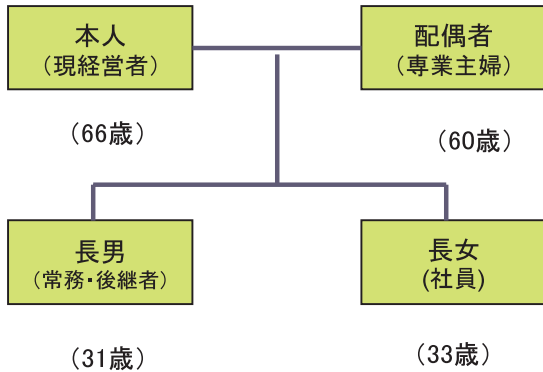 本人
（現経営者）
配偶者
（専業主婦）
（66歳）
（60歳）
長男
（常務・後継者）
長女
(社員)
（31歳）
（33歳）